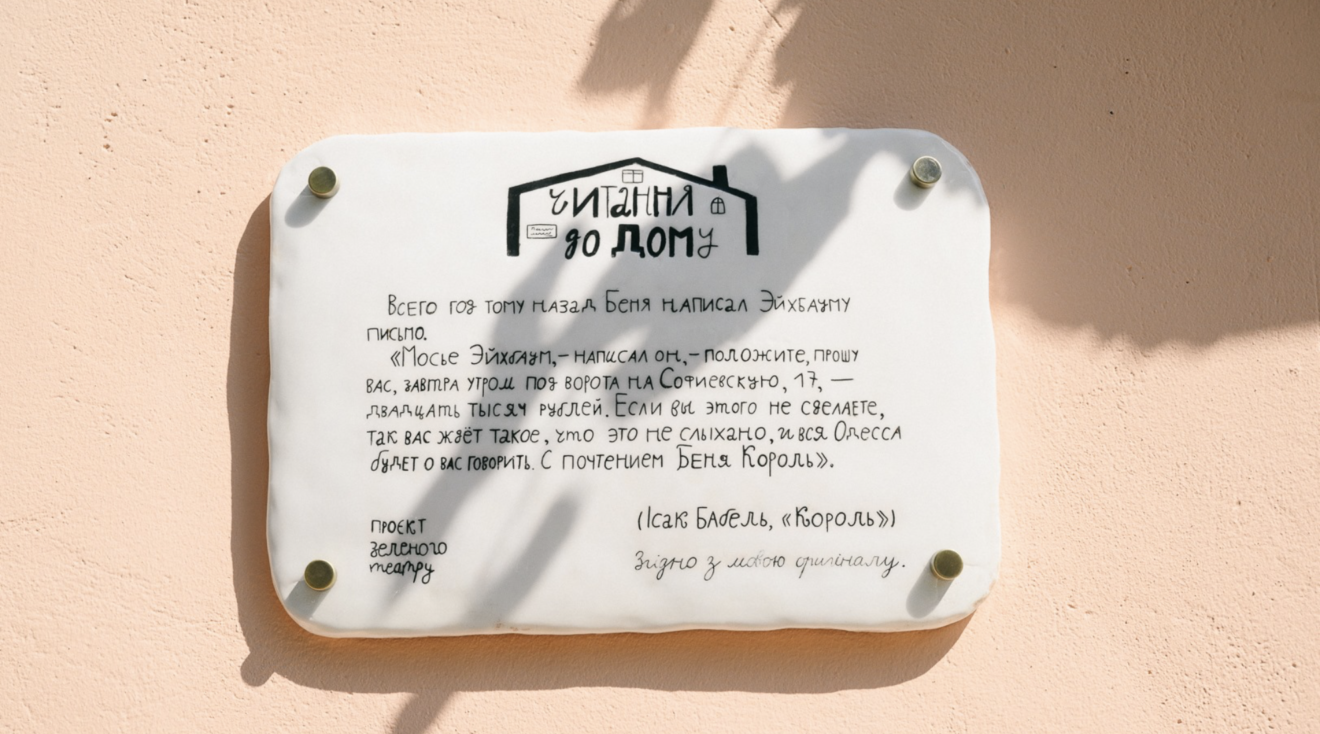 читання
до дому
Всего год тому назад Беня написал Эйхбауму
письмо.
«Мосье Эйхбаум,– написал он,– положите, прошу
вас, завтра утром под ворота на Софиевскую, 17, —
двадцать тысяч рублей. Если вы этого не сделаете,
так вас ждёт такое, что это не слыхано, и вся Одесса
будет о вас говорить. С почтением Беня Король».
(Ісак Бабель, «Король»)
Згідно з мовою оригіналу.
проєкт
зеленого
театру